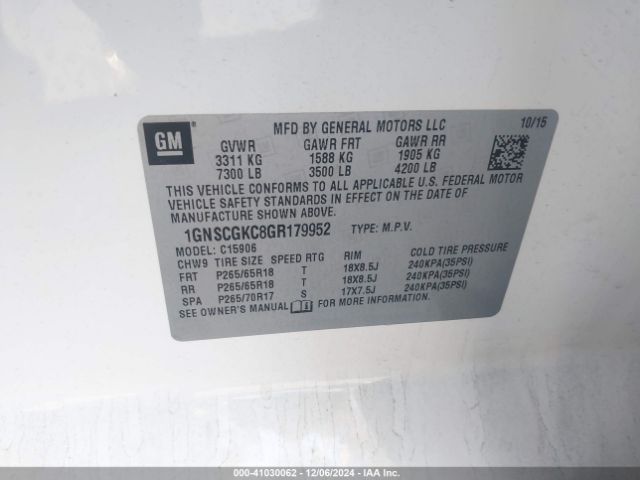 GM
MFD BY GENERAL MOTORS LLC 10/15
GVWR GAWR FRT GAWR RR
3311 KG 1588 KG 1905 KG
7300 LB 3500 LB 4200 LB
THIS VEHICLE CONFORMS TO ALL APPLICABLE U.S. FEDERAL MOTOR
VEHICLE SAFETY STANDARDS IN EFFECT ON THE DATE OF
MANUFACTURE SHOWN ABOVE.
1GNSCGKC8GR179952 TYPE: M.P.V.
MODEL: C15906
CHW9 TIRE SIZE SPEED RTG RIM COLD TIRE PRESSURE
FRT P265/65R18 T 18X8.5J 240KPA(35PSI)
RR P265/65R18 T 18X8.5J 240KPA(35PSI)
SPA P265/70R17 S 17X7.5J 240KPA(35PSI)
SEE OWNER'S MANUAL FOR MORE INFORMATION.
000-41030062 - 12/06/2024 - IAA Inc.